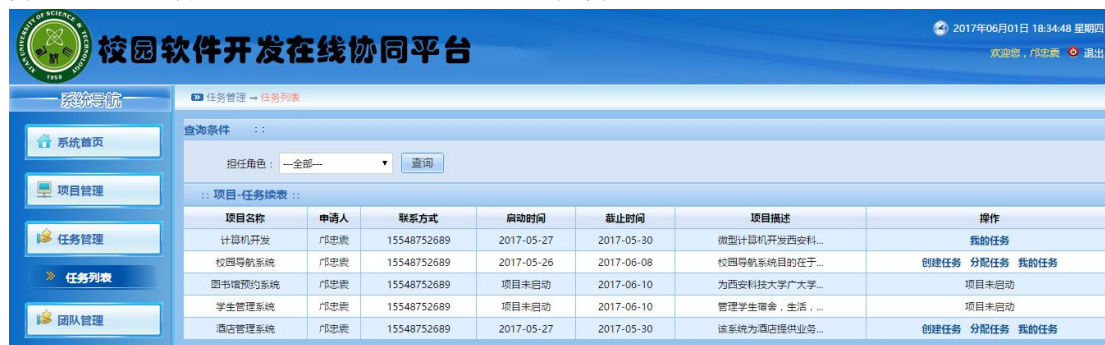 UNIVERSITY OF SCIENCE & TECHNOLOGY
1958
校园软件开发在线协同平台
2017年06月01日 18:34:48 星期四
欢迎您，邝忠震 退出
系统导航
任务管理 → 任务列表
系统首页
项目管理
任务管理
任务列表
团队管理
查询条件 ::
担任角色： ---全部--- 查询
:: 项目-任务续表 ::
项目名称 申请人 联系方式 启动时间 截止时间 项目描述 操作
计算机开发 邝忠震 15548752689 2017-05-27 2017-05-30 微型计算机开发西安科... 我的任务
校园导航系统 邝忠震 15548752689 2017-05-26 2017-06-08 校园导航系统目的在于... 创建任务 分配任务 我的任务
图书馆预约系统 邝忠震 15548752689 项目未启动 2017-06-10 为西安科技大学广大学... 项目未启动
学生管理系统 邝忠震 15548752689 项目未启动 2017-06-10 管理学生宿舍，生活，... 项目未启动
酒店管理系统 邝忠震 15548752689 2017-05-27 2017-05-30 该系统为酒店提供业务... 创建任务 分配任务 我的任务